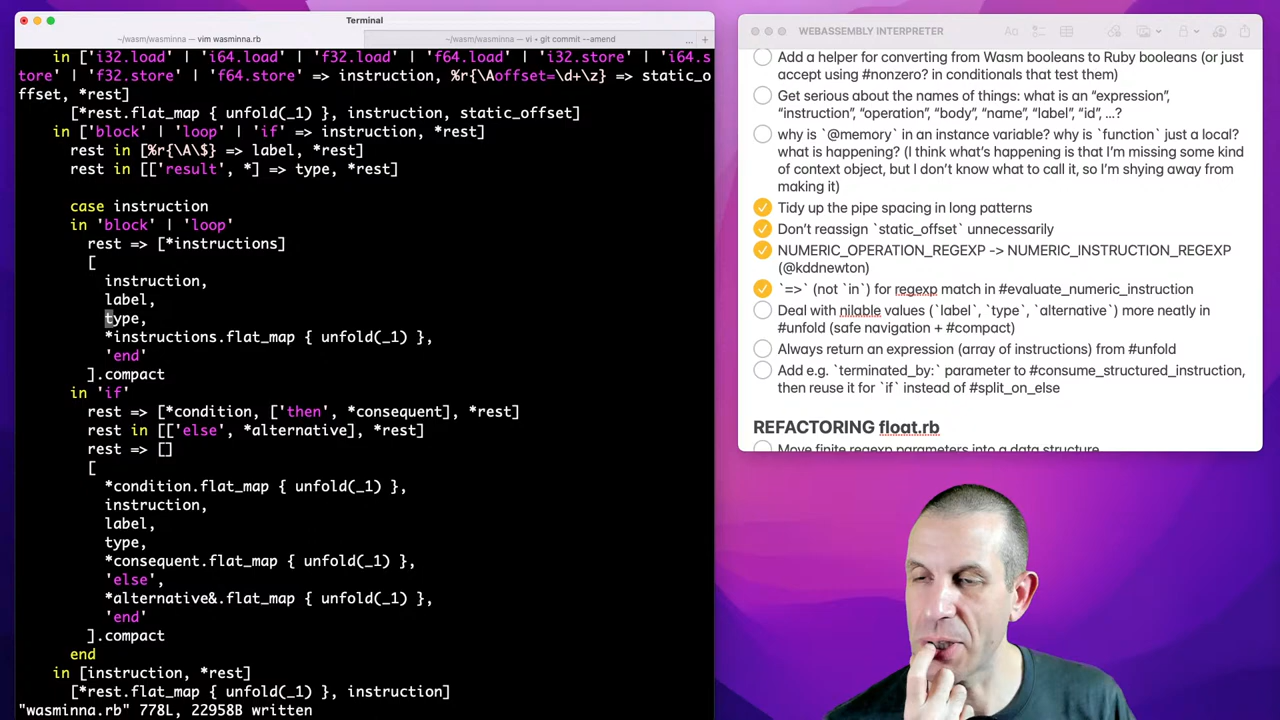 Terminal
~/wasm/wasminna — vim wasminna.rb
~/wasm/wasminna — vi • git commit --amend
... +
in ['i32.load' | 'i64.load' | 'f32.load' | 'f64.load' | 'i32.store' | 'i64.s
tore' | 'f32.store' | 'f64.store' => instruction, %r{\Aoffset=\d+\z} => static_o
ffset, *rest]
[*rest.flat_map { unfold(_1) }, instruction, static_offset]
in ['block' | 'loop' | 'if' => instruction, *rest]
rest in [%r{\A\$} => label, *rest]
rest in [['result', *] => type, *rest]
case instruction
in 'block' | 'loop'
rest => [*instructions]
[
instruction,
label,
type,
*instructions.flat_map { unfold(_1) },
'end'
].compact
in 'if'
rest => [*condition, ['then', *consequent], *rest]
rest in [['else', *alternative], *rest]
rest => []
[
*condition.flat_map { unfold(_1) },
instruction,
label,
type,
*consequent.flat_map { unfold(_1) },
'else',
*alternative&.flat_map { unfold(_1) },
'end'
].compact
end
in [instruction, *rest]
[*rest.flat_map { unfold(_1) }, instruction]
"wasminna.rb" 778L, 22958B written
WEBASSEMBLY INTERPRETER
Add a helper for converting from Wasm booleans to Ruby booleans (or just
accept using #nonzero? in conditionals that test them)
Get serious about the names of things: what is an “expression”,
“instruction”, “operation”, “body”, “name”, “label”, “id”, …?
why is `@memory` in an instance variable? why is `function` just a local?
what is happening? (I think what’s happening is that I’m missing some kind
of context object, but I don’t know what to call it, so I’m shying away from
making it)
Tidy up the pipe spacing in long patterns
Don’t reassign `static_offset` unnecessarily
NUMERIC_OPERATION_REGEXP -> NUMERIC_INSTRUCTION_REGEXP
(@kddnewton)
`=>` (not `in`) for regexp match in #evaluate_numeric_instruction
Deal with nilable values (`label`, `type`, `alternative`) more neatly in
#unfold (safe navigation + #compact)
Always return an expression (array of instructions) from #unfold
Add e.g. `terminated_by:` parameter to #consume_structured_instruction,
then reuse it for `if` instead of #split_on_else
REFACTORING float.rb
Move finite regexp parameters into a data structure